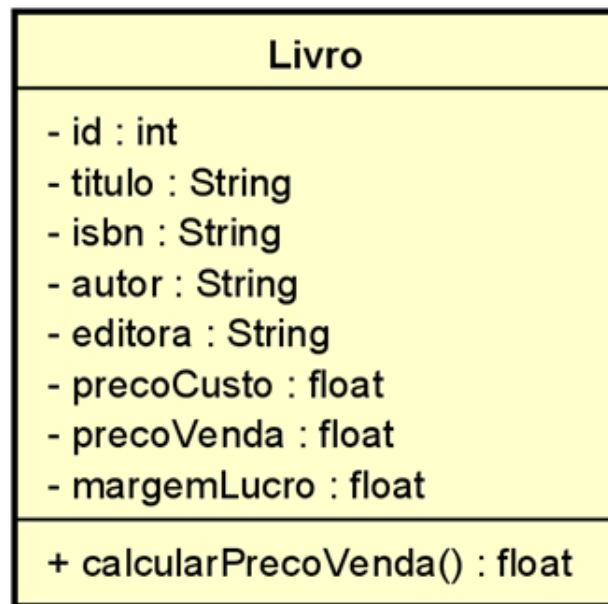 Livro
- id : int
- titulo : String
- isbn : String
- autor : String
- editora : String
- precoCusto : float
- precoVenda : float
- margemLucro : float
+ calcularPrecoVenda() : float